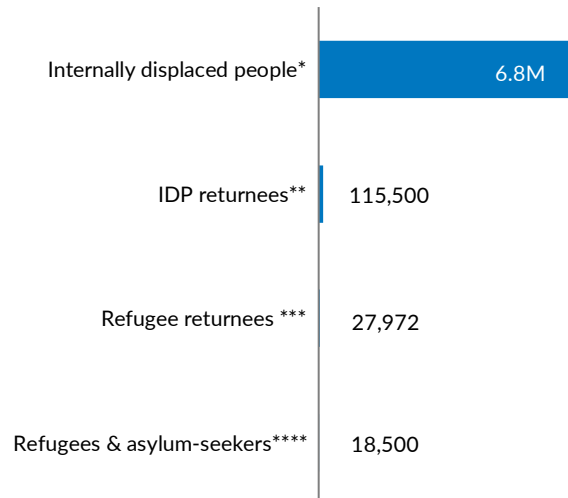 Internally displaced people* 6.8M
IDP returnees** 115,500
Refugee returnees *** 27,972
Refugees & asylum-seekers**** 18,500